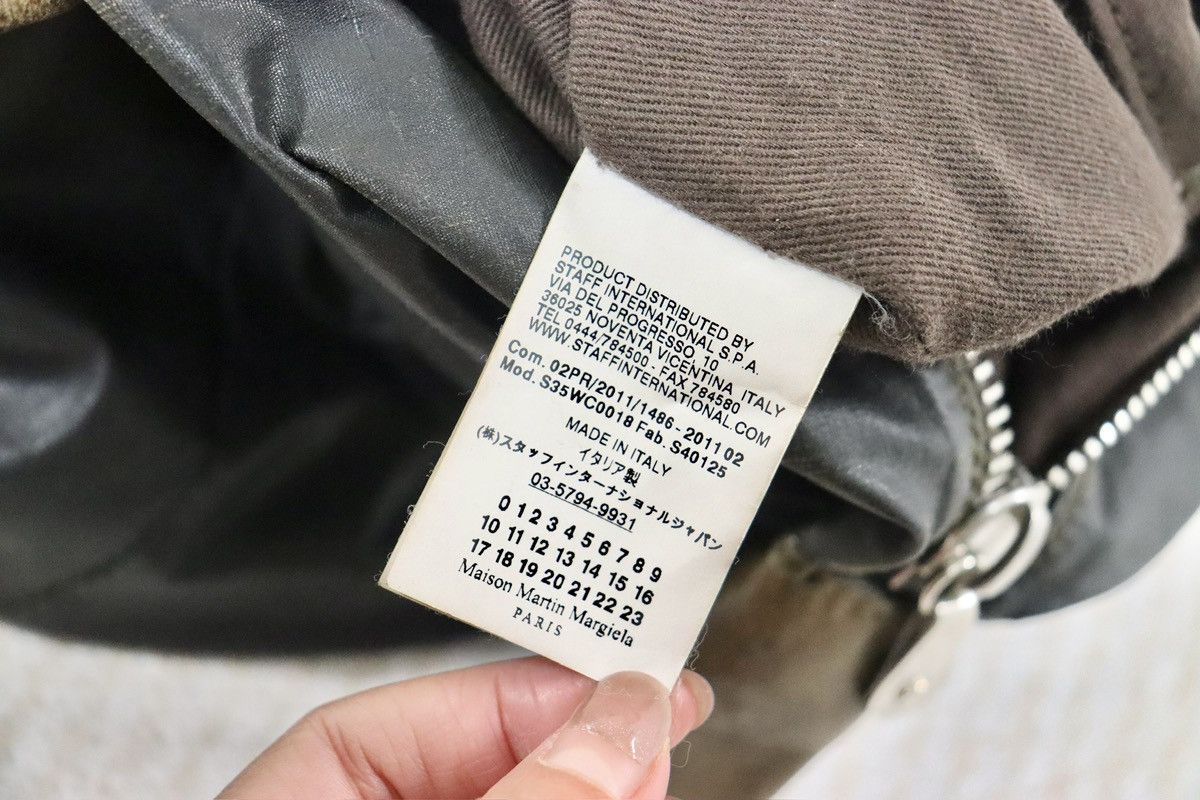 PRODUCT DISTRIBUTED BY
STAFF INTERNATIONAL S.P.A.
VIA DEL PROGRESSO, 10
36025 NOVENTA VICENTINA, ITALY
TEL 0444/784500 - FAX 784580
WWW.STAFFINTERNATIONAL.COM
Com. 02PR/2011/1486 - 2011 02
Mod. S35WC0018 Fab. S40125
MADE IN ITALY
イタリア製
(株)スタッフインターナショナルジャパン
03-5794-9931
0 1 2 3 4 5 6 7 8 9
10 11 12 13 14 15 16
17 18 19 20 21 22 23
Maison Martin Margiela
PARIS